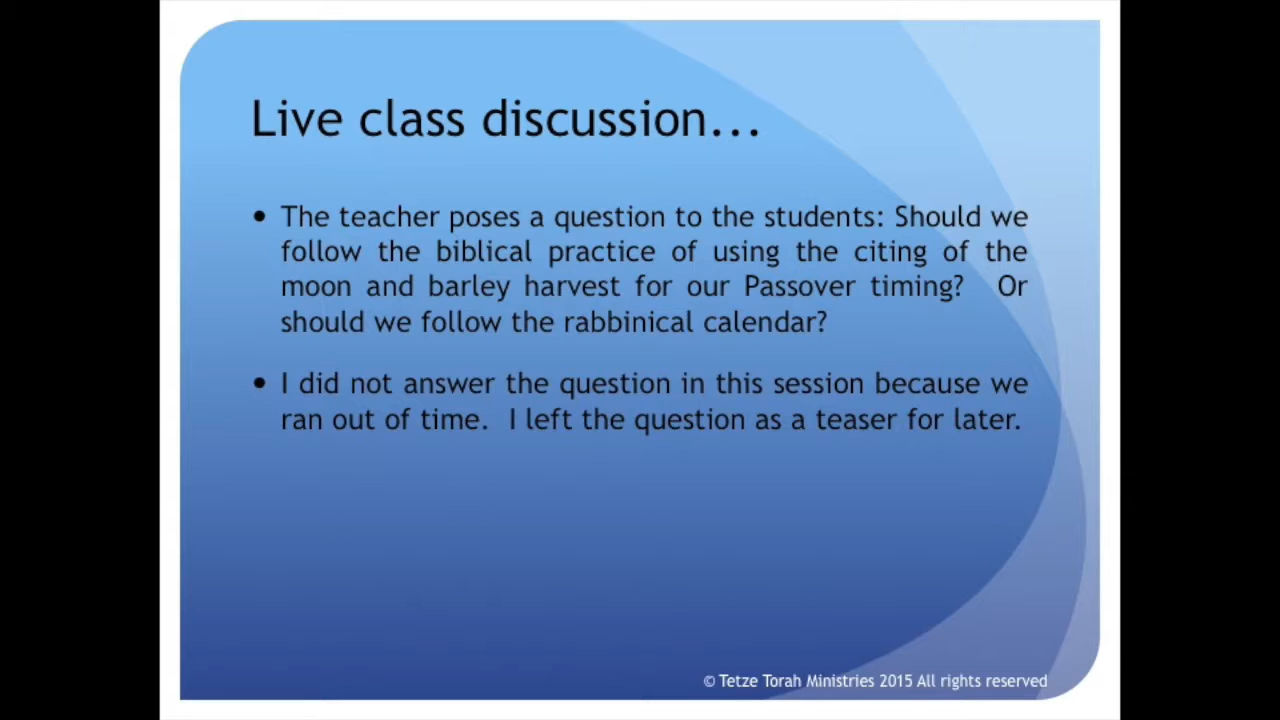 Live class discussion...
• The teacher poses a question to the students: Should we
follow the biblical practice of using the citing of the
moon and barley harvest for our Passover timing? Or
should we follow the rabbinical calendar?
• I did not answer the question in this session because we
ran out of time. I left the question as a teaser for later.
© Tetze Torah Ministries 2015 All rights reserved